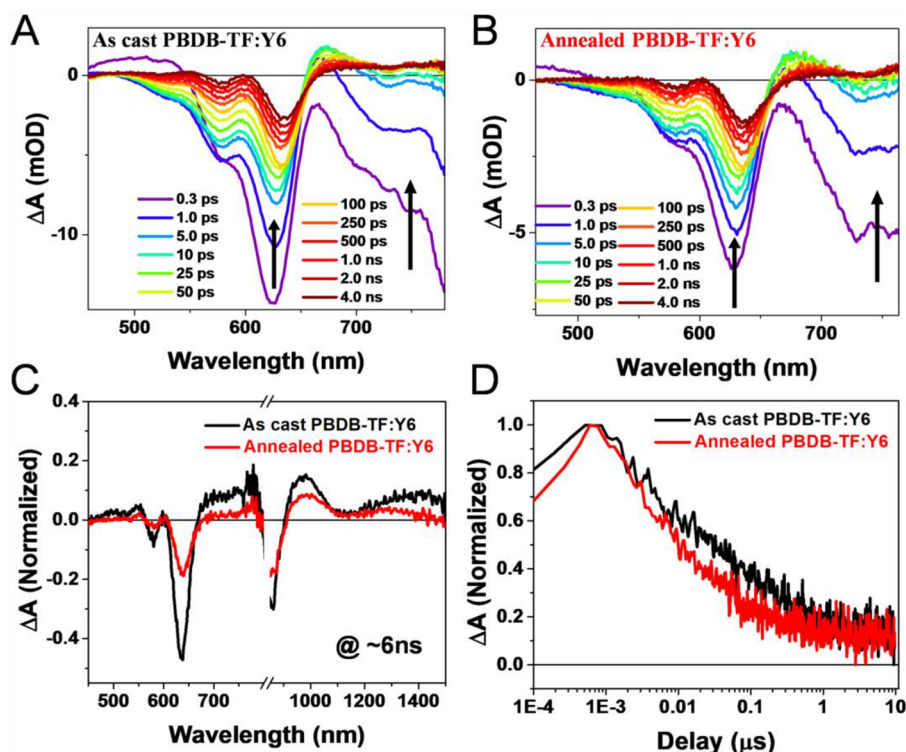 A
As cast PBDB-TF:Y6
0
-10
ΔA (mOD)
0.3 ps
1.0 ps
5.0 ps
10 ps
25 ps
50 ps
100 ps
250 ps
500 ps
1.0 ns
2.0 ns
4.0 ns
500 600 700
Wavelength (nm)
B
Annealed PBDB-TF:Y6
0
-5
ΔA (mOD)
0.3 ps
1.0 ps
5.0 ps
10 ps
25 ps
50 ps
100 ps
250 ps
500 ps
1.0 ns
2.0 ns
4.0 ns
500 600 700
Wavelength (nm)
C
0.4
0.2
0.0
-0.2
-0.4
ΔA (Normalized)
As cast PBDB-TF:Y6
Annealed PBDB-TF:Y6
@ ~6ns
500 600 700 1000 1200 1400
Wavelength (nm)
D
1.0
0.8
0.6
0.4
0.2
0.0
ΔA (Normalized)
As cast PBDB-TF:Y6
Annealed PBDB-TF:Y6
1E-4 1E-3 0.01 0.1 1 10
Delay (μs)